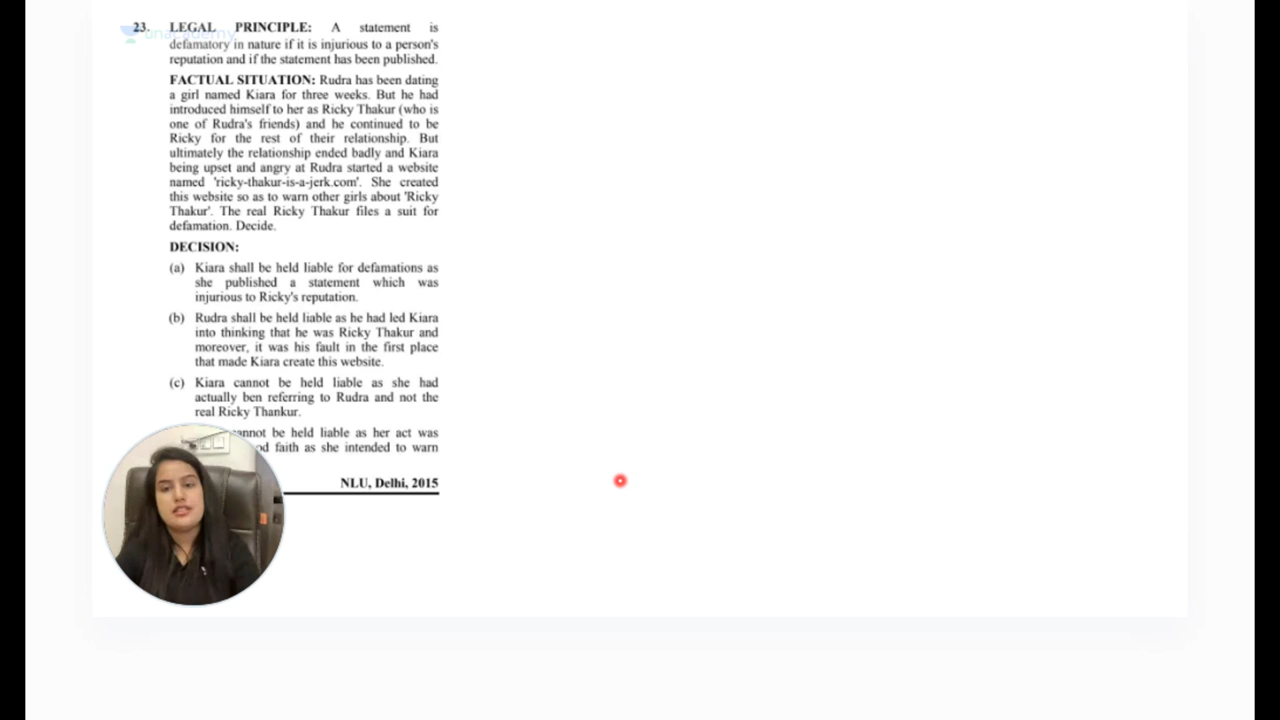 23. LEGAL PRINCIPLE: A statement is
unacademy
defamatory in nature if it is injurious to a person's
reputation and if the statement has been published.
FACTUAL SITUATION: Rudra has been dating
a girl named Kiara for three weeks. But he had
introduced himself to her as Ricky Thakur (who is
one of Rudra's friends) and he continued to be
Ricky for the rest of their relationship. But
ultimately the relationship ended badly and Kiara
being upset and angry at Rudra started a website
named 'ricky-thakur-is-a-jerk.com'. She created
this website so as to warn other girls about 'Ricky
Thakur'. The real Ricky Thakur files a suit for
defamation. Decide.
DECISION:
(a) Kiara shall be held liable for defamations as
she published a statement which was
injurious to Ricky's reputation.
(b) Rudra shall be held liable as he had led Kiara
into thinking that he was Ricky Thakur and
moreover, it was his fault in the first place
that made Kiara create this website.
(c) Kiara cannot be held liable as she had
actually ben referring to Rudra and not the
real Ricky Thankur.
cannot be held liable as her act was
faith as she intended to warn
NLU, Delhi, 2015